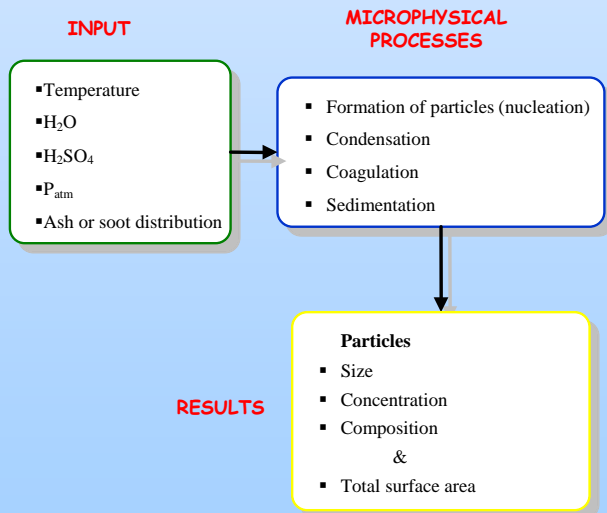 INPUT
▪Temperature
▪H₂O
▪H₂SO₄
▪Pₐₜₘ
▪Ash or soot distribution
MICROPHYSICAL
PROCESSES
▪ Formation of particles (nucleation)
▪ Condensation
▪ Coagulation
▪ Sedimentation
RESULTS
Particles
▪ Size
▪ Concentration
▪ Composition
&
▪ Total surface area